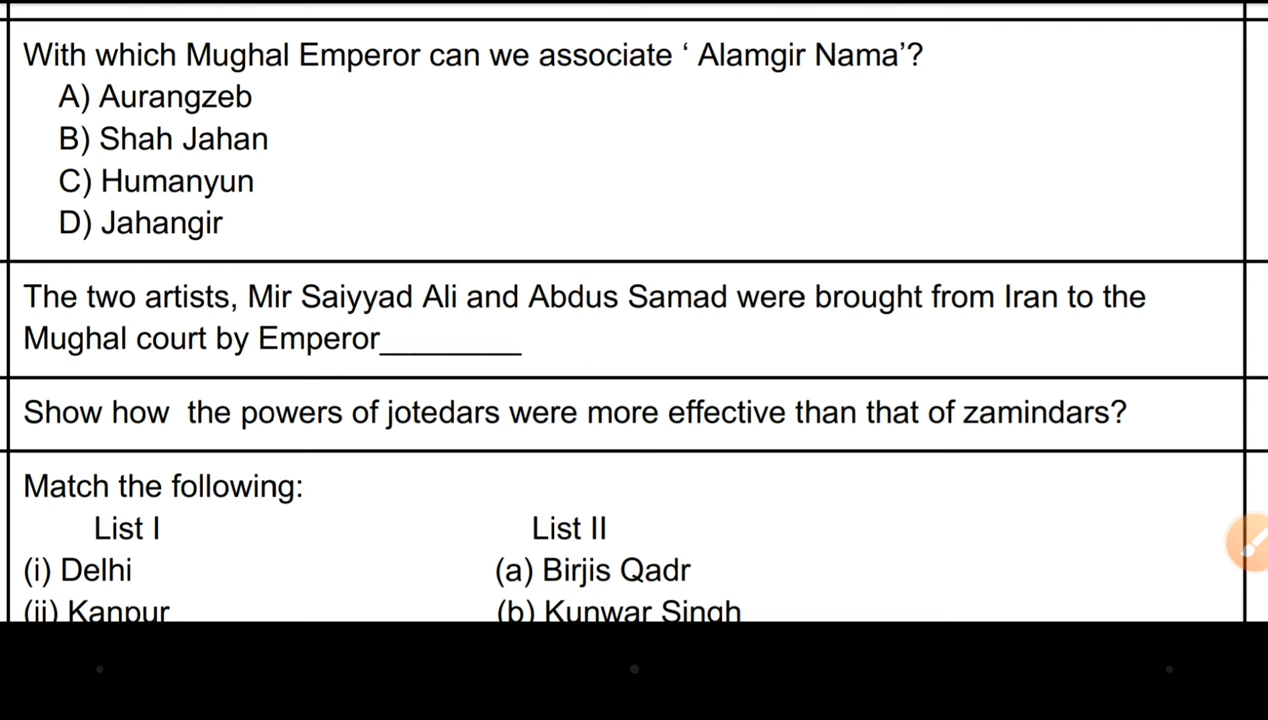 With which Mughal Emperor can we associate ‘ Alamgir Nama’?
A) Aurangzeb
B) Shah Jahan
C) Humanyun
D) Jahangir
The two artists, Mir Saiyyad Ali and Abdus Samad were brought from Iran to the
Mughal court by Emperor________
Show how  the powers of jotedars were more effective than that of zamindars?
Match the following:
List I List II
(i) Delhi (a) Birjis Qadr
(ii) Kanpur (b) Kunwar Singh